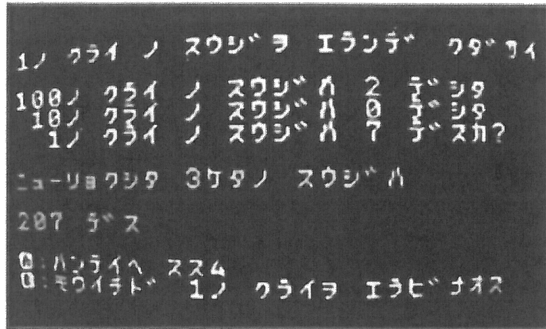 1ノ クライ ノ スウジヲ エランデ クダサイ
100ノ クライ ノ スウジハ 2 デシタ
10ノ クライ ノ スウジハ 0 デシタ
1ノ クライ ノ スウジハ 7 デスカ?
ニューリョクシタ 3ケタノ スウジハ
207 デス
:ハンテイヘ ススム
:モウイチド 1ノ クライヲ エラビナオス